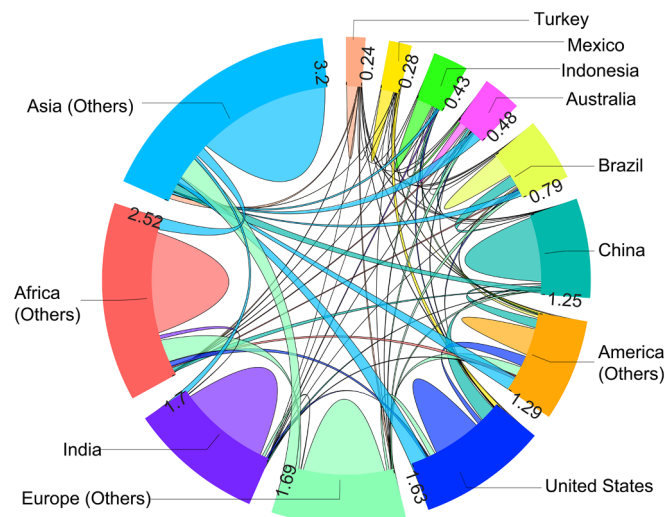 Turkey
Mexico
Indonesia
Australia
Brazil
China
America
(Others)
United States
Europe (Others)
India
Africa
(Others)
Asia (Others)
0.24
0.28
0.43
0.48
0.79
1.25
1.29
1.63
1.69
1.7
2.52
3.2